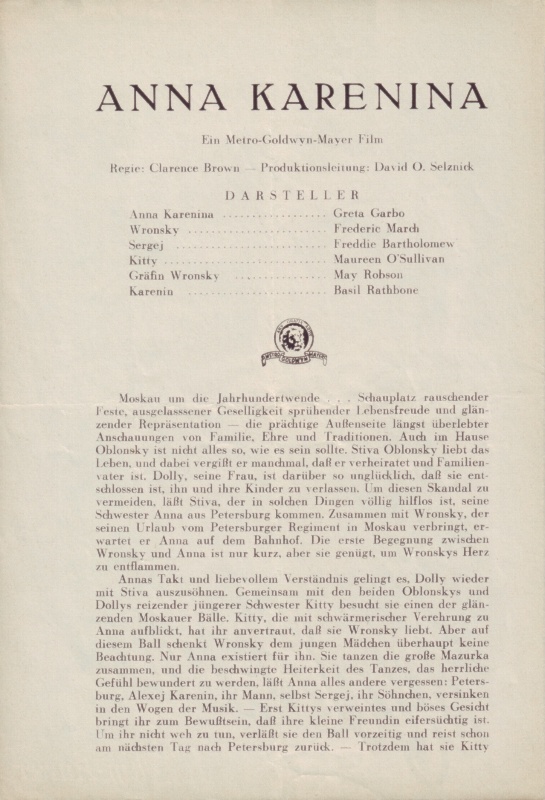 ANNA KARENINA
Ein Metro-Goldwyn-Mayer Film
Regie: Clarence Brown — Produktionsleitung: David O. Selznick
DARSTELLER
Anna Karenina .................. Greta Garbo
Wronsky ........................ Frederic March
Sergej ......................... Freddie Bartholomew
Kitty .......................... Maureen O'Sullivan
Gräfin Wronsky ................ May Robson
Karenin ........................ Basil Rathbone
METRO GOLDWYN MAYER
Moskau um die Jahrhundertwende . . . Schauplatz rauschender
Feste, ausgelasssener Geselligkeit sprühender Lebensfreude und glän-
zender Repräsentation — die prächtige Außenseite längst überlebter
Anschauungen von Familie, Ehre und Traditionen. Auch im Hause
Oblonsky ist nicht alles so, wie es sein sollte. Stiva Oblonsky liebt das
Leben, und dabei vergißt er manchmal, daß er verheiratet und Familien-
vater ist. Dolly, seine Frau, ist darüber so unglücklich, daß sie ent-
schlossen ist, ihn und ihre Kinder zu verlassen. Um diesen Skandal zu
vermeiden, läßt Stiva, der in solchen Dingen völlig hilflos ist, seine
Schwester Anna aus Petersburg kommen. Zusammen mit Wronsky, der
seinen Urlaub vom Petersburger Regiment in Moskau verbringt, er-
wartet er Anna auf dem Bahnhof. Die erste Begegnung zwischen
Wronsky und Anna ist nur kurz, aber sie genügt, um Wronskys Herz
zu entflammen.
Annas Takt und liebevollem Verständnis gelingt es, Dolly wieder
mit Stiva auszusöhnen. Gemeinsam mit den beiden Oblonskys und
Dollys reizender jüngerer Schwester Kitty besucht sie einen der glän-
zenden Moskauer Bälle. Kitty, die mit schwärmerischer Verehrung zu
Anna aufblickt, hat ihr anvertraut, daß sie Wronsky liebt. Aber auf
diesem Ball schenkt Wronsky dem jungen Mädchen überhaupt keine
Beachtung. Nur Anna existiert für ihn. Sie tanzen die große Mazurka
zusammen, und die beschwingte Heiterkeit des Tanzes, das herrliche
Gefühl bewundert zu werden, läßt Anna alles andere vergessen: Peters-
burg, Alexej Karenin, ihr Mann, selbst Sergej, ihr Söhnchen, versinken
in den Wogen der Musik. — Erst Kittys verweintes und böses Gesicht
bringt ihr zum Bewußtsein, daß ihre kleine Freundin eifersüchtig ist.
Um ihr nicht weh zu tun, verläßt sie den Ball vorzeitig und reist schon
am nächsten Tag nach Petersburg zurück. — Trotzdem hat sie Kitty